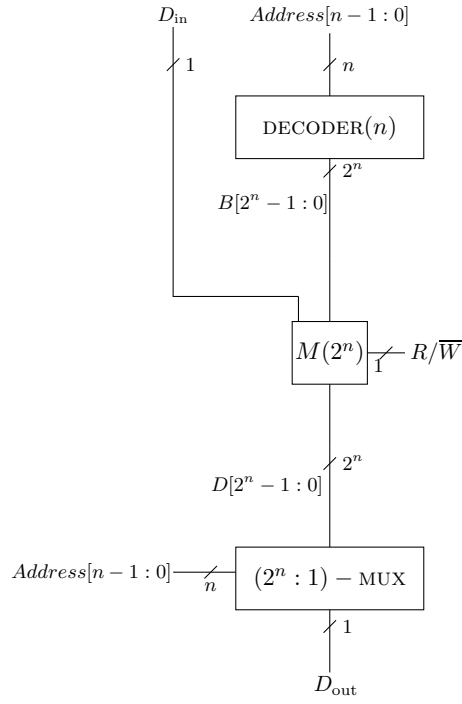 D_in Address[n − 1 : 0]
1 n
DECODER(n)
2^n
B[2^n − 1 : 0]
M(2^n) R/W̅
1
2^n
D[2^n − 1 : 0]
Address[n − 1 : 0] (2^n : 1) − MUX
n
1
D_out